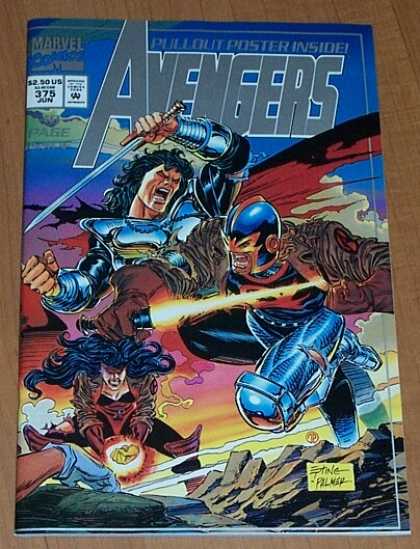 PULLOUT POSTER INSIDE!
MARVEL
COMICS
$2.50 US
375
JUN
AVENGERS
PAGE
EPTING
PALMER